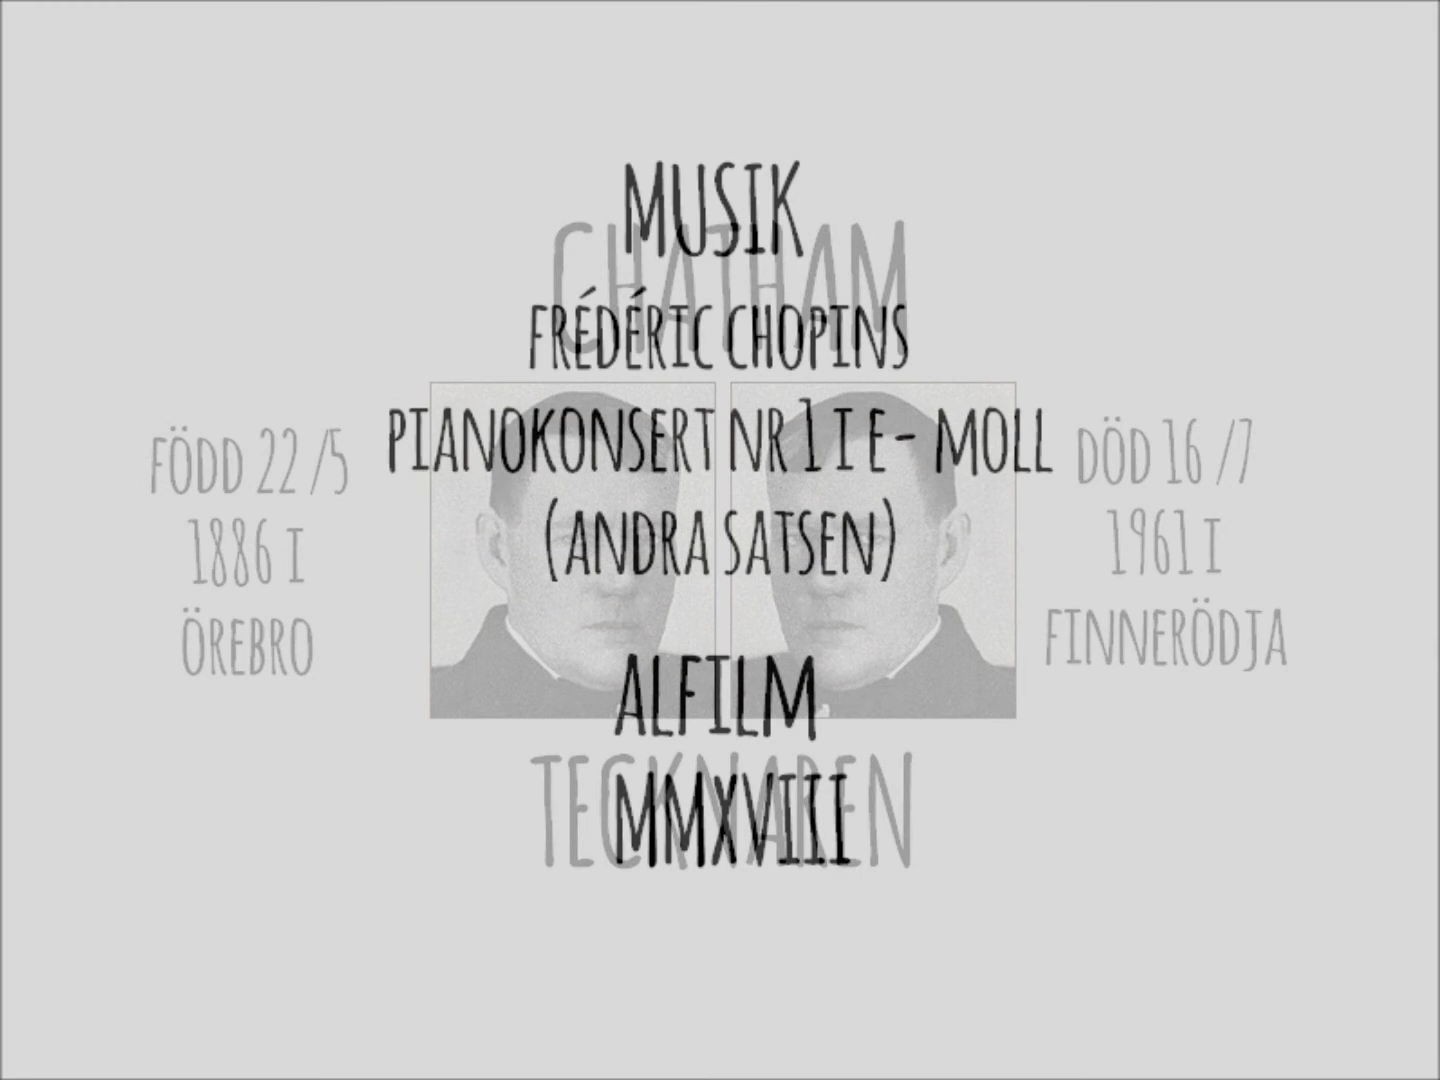 MUSIK
CHATHAM
FRÉDÉRIC CHOPINS
PIANOKONSERT NR 1 I E - MOLL
(ANDRA SATSEN)
FÖDD 22 /5
1886 I
ÖREBRO
DÖD 16 /7
1961 I
FINNERÖDJA
ALFILM
TECKNAREN
MMXVIII